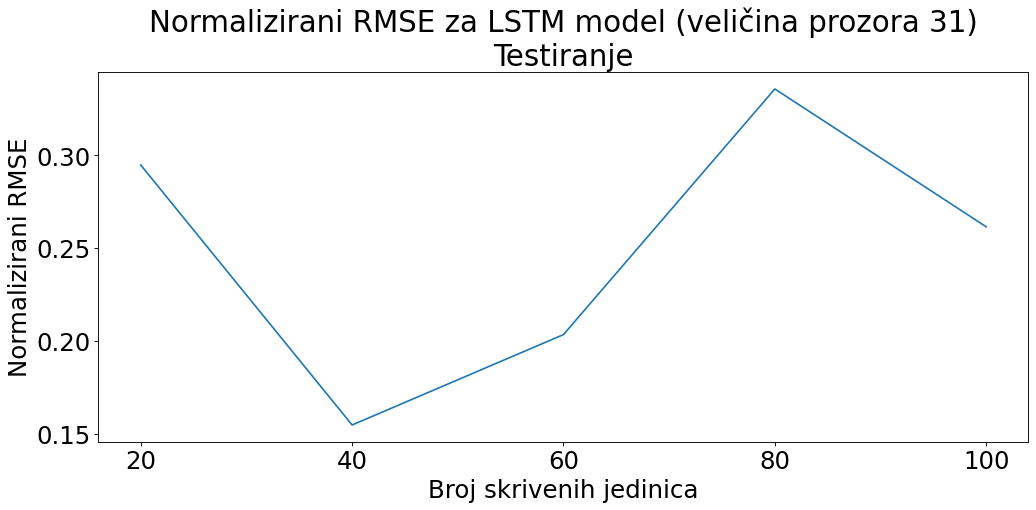 Normalizirani RMSE za LSTM model (veličina prozora 31)
Testiranje
Normalizirani RMSE
0.30
0.25
0.20
0.15
20 40 60 80 100
Broj skrivenih jedinica